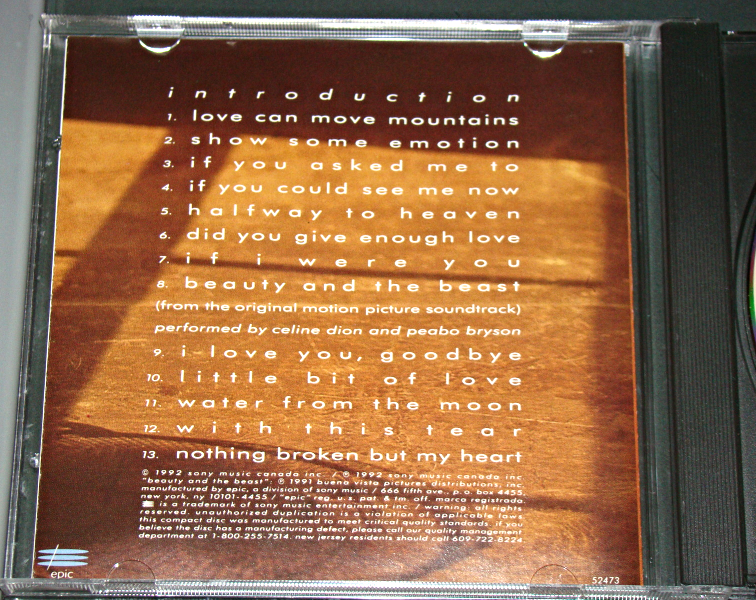 introduction
1. love can move mountains
2. show some emotion
3. if you asked me to
4. if you could see me now
5. halfway to heaven
6. did you give enough love
7. if i were you
8. beauty and the beast
(from the original motion picture soundtrack)
performed by celine dion and peabo bryson
9. i love you, goodbye
10. little bit of love
11. water from the moon
12. with this tear
13. nothing broken but my heart
© 1992 sony music canada inc. / ℗ 1992 sony music canada inc
"beauty and the beast": ℗ 1991 buena vista pictures distributions, inc.
manufactured by epic, a division of sony music / 666 fifth ave., p.o. box 4455,
new york, ny 10101-4455 / "epic" reg. u.s. pat. & tm. off. marca registrada
is a trademark of sony music entertainment inc. / warning: all rights
reserved. unauthorized duplication is a violation of applicable laws
this compact disc was manufactured to meet critical quality standards. if you
believe the disc has a manufacturing defect, please call our quality management
department at 1-800-255-7514. new jersey residents should call 609-722-8224
epic
52473